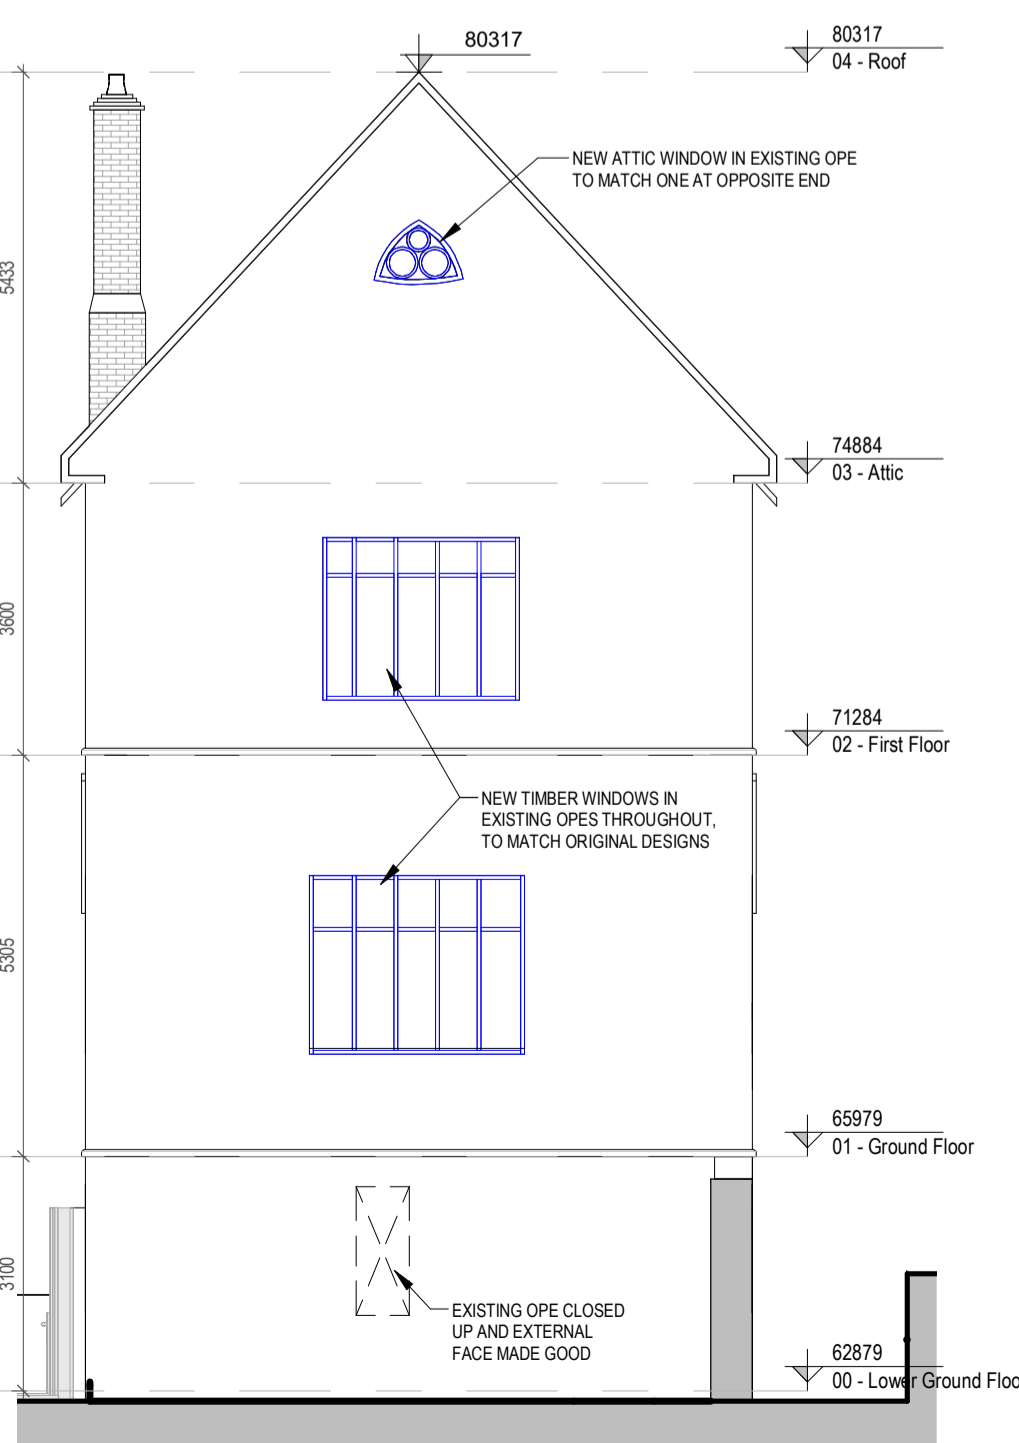 80317
80317
04 - Roof
NEW ATTIC WINDOW IN EXISTING OPE
TO MATCH ONE AT OPPOSITE END
5433
74884
03 - Attic
3600
71284
02 - First Floor
NEW TIMBER WINDOWS IN
EXISTING OPES THROUGHOUT,
TO MATCH ORIGINAL DESIGNS
5305
65979
01 - Ground Floor
3100
EXISTING OPE CLOSED
UP AND EXTERNAL
FACE MADE GOOD
62879
00 - Lower Ground Floo